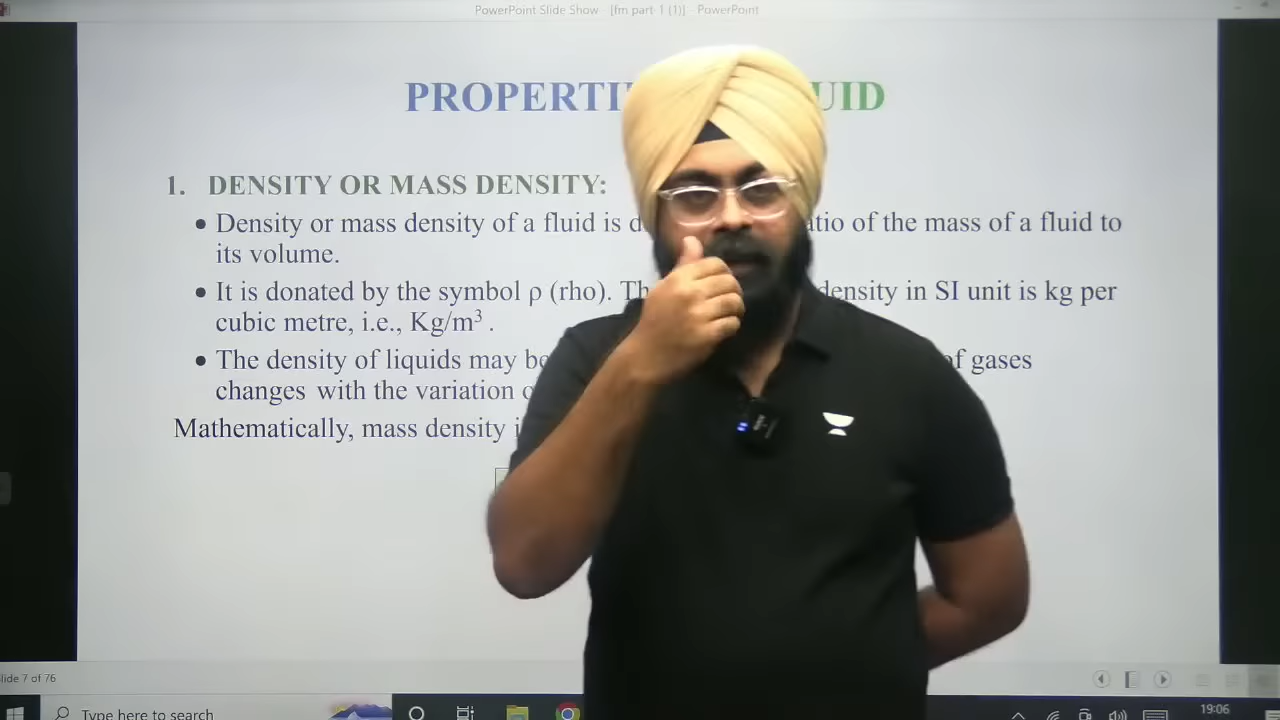 PowerPoint Slide Show - [fm part-1 (1)] - PowerPoint
PROPERTI UID
1. DENSITY OR MASS DENSITY:
• Density or mass density of a fluid is d atio of the mass of a fluid to
its volume.
• It is donated by the symbol ρ (rho). Th density in SI unit is kg per
cubic metre, i.e., Kg/m³ .
• The density of liquids may be of gases
changes with the variation o
Mathematically, mass density i
lide 7 of 76
Type here to search
19:06